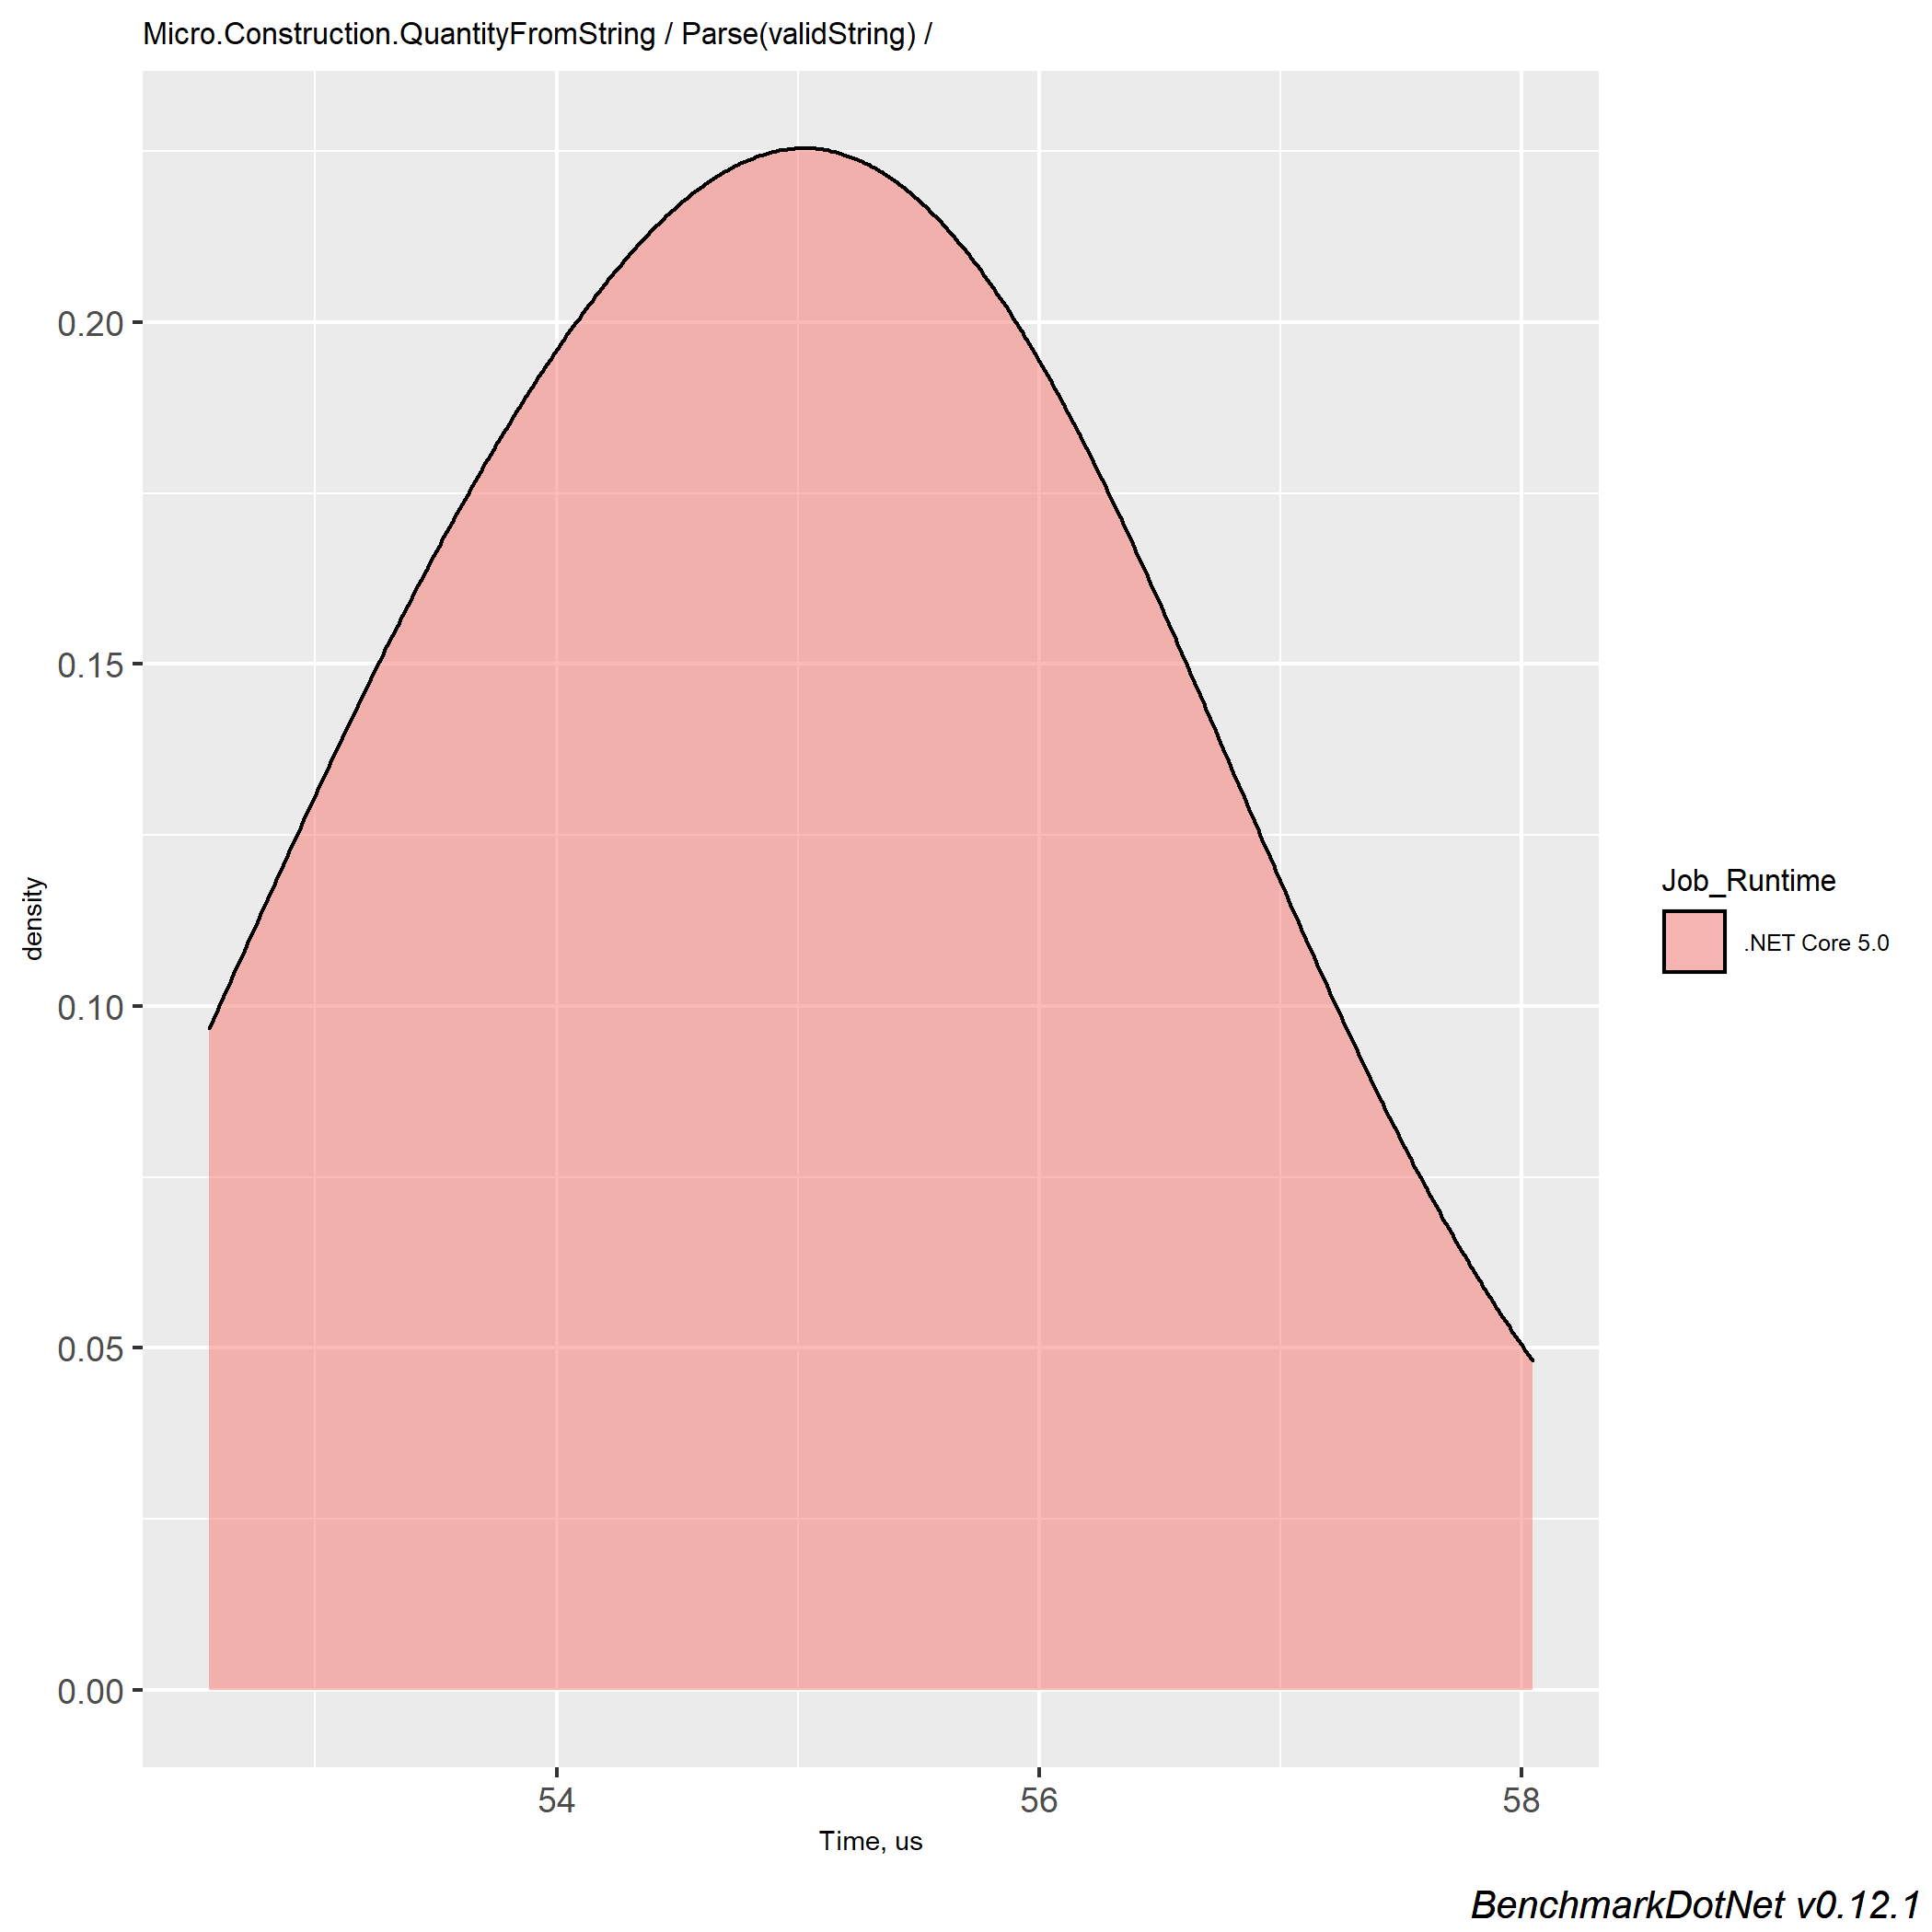 Micro.Construction.QuantityFromString / Parse(validString) /
0.20
0.15
0.10
0.05
0.00
density
54 56 58
Time, us
Job_Runtime
.NET Core 5.0
BenchmarkDotNet v0.12.1